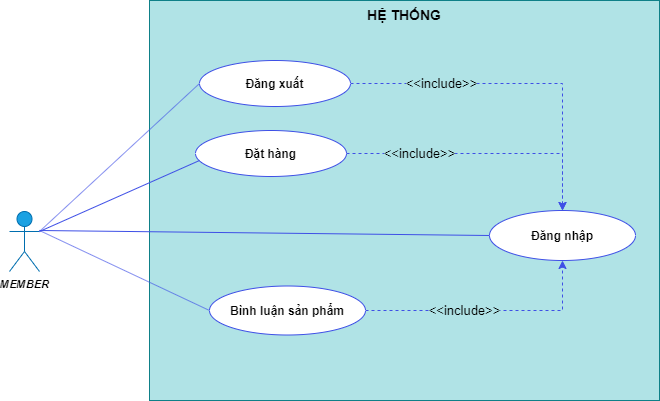 HỆ THỐNG
Đăng xuất
<<include>>
Đặt hàng
<<include>>
Đăng nhập
MEMBER
Bình luận sản phẩm
<<include>>